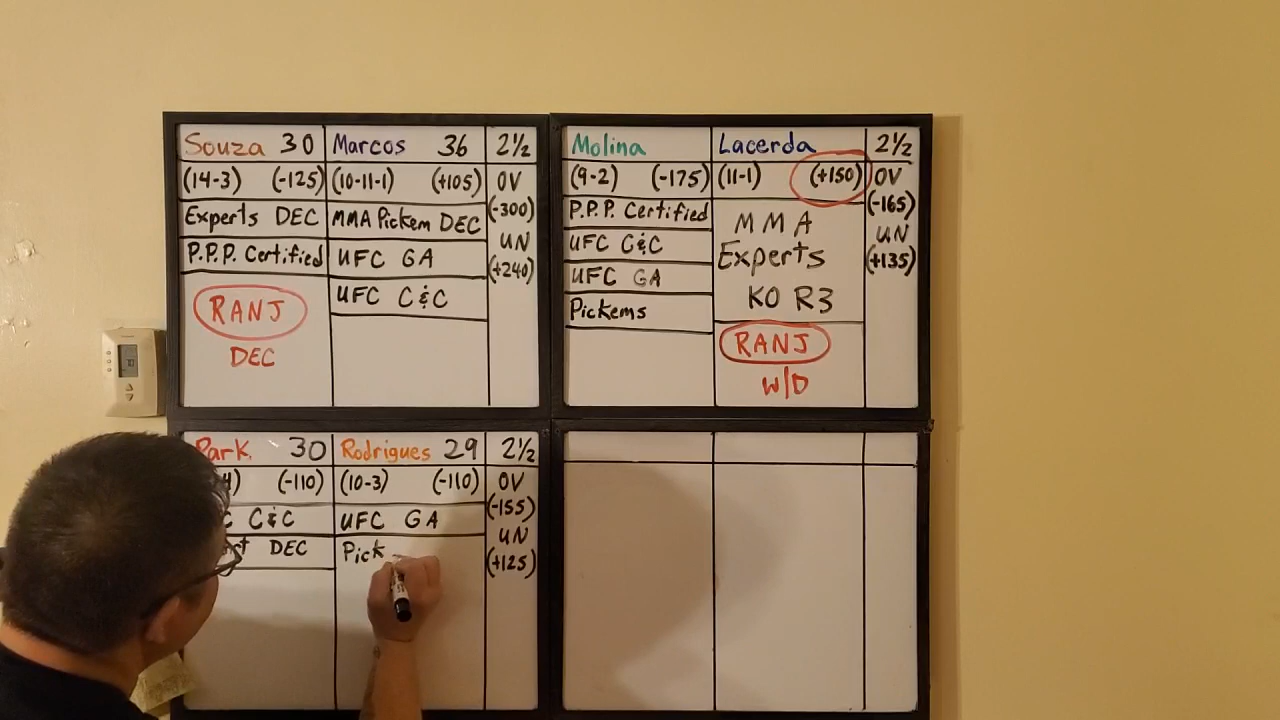 Souza 30 Marcos 36 2½
(14-3) (-125) (10-11-1) (+105) OV
(-300)
Experts DEC MMA Pickem DEC
UN
P.P.P. Certified UFC GA
(+240)
RANJ UFC C&C
DEC
Molina Lacerda 2½
(9-2) (-175) (11-1) (+150) OV
(-165)
P.P.P. Certified MMA
UN
UFC C&C Experts
(+135)
UFC GA KO R3
Pickems
RANJ
W/D
Park 30 Rodrigues 29 2½
(-110) (10-3) (-110) OV
(-155)
C&C UFC GA
UN
DEC Pick
(+125)